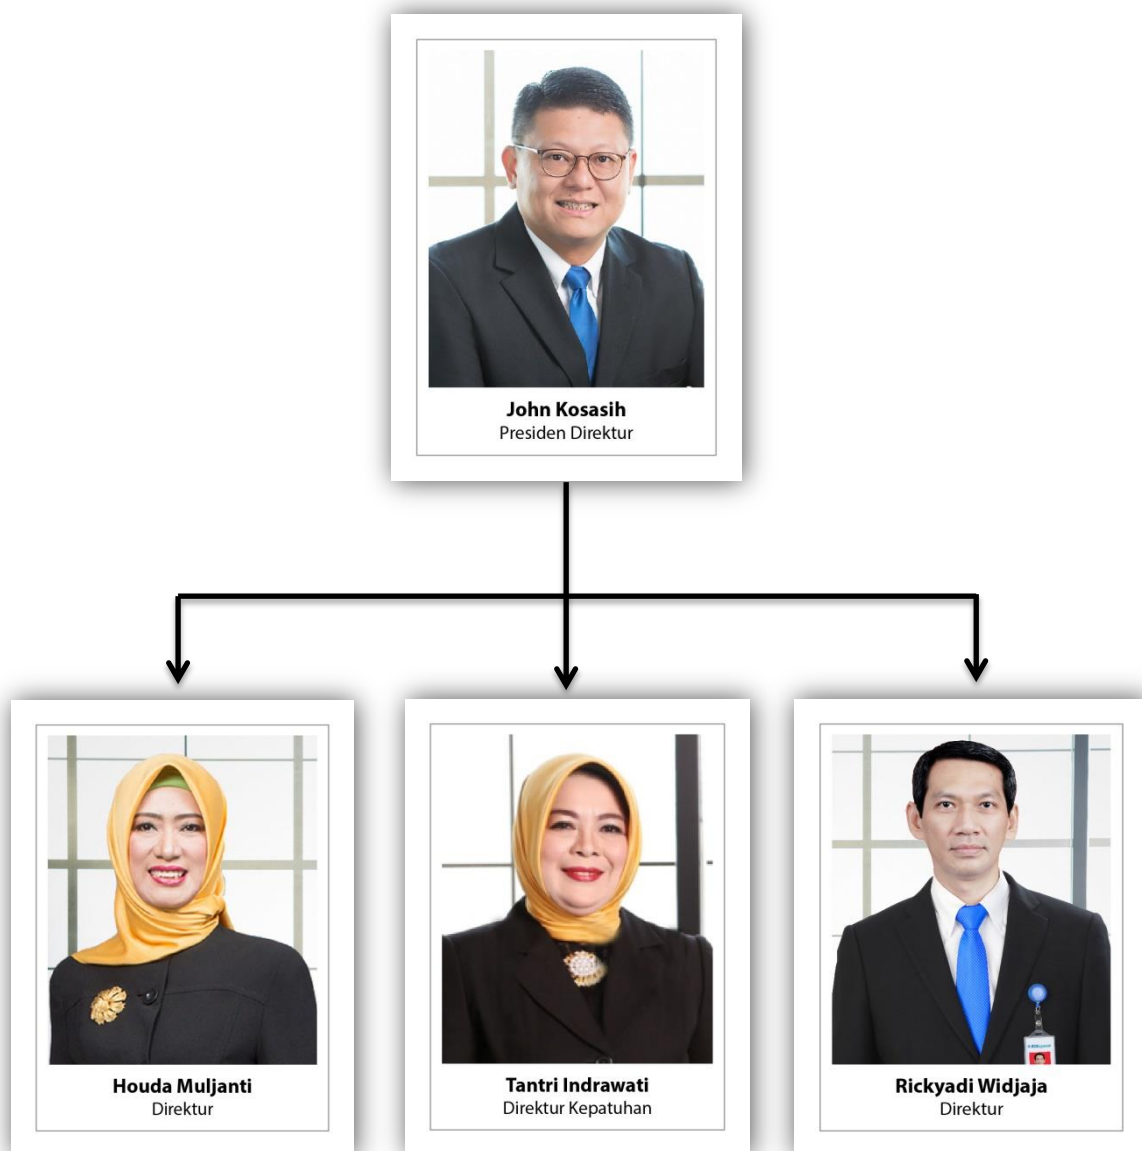 John Kosasih
Presiden Direktur
Houda Muljanti
Direktur
Tantri Indrawati
Direktur Kepatuhan
Rickyadi Widjaja
Direktur